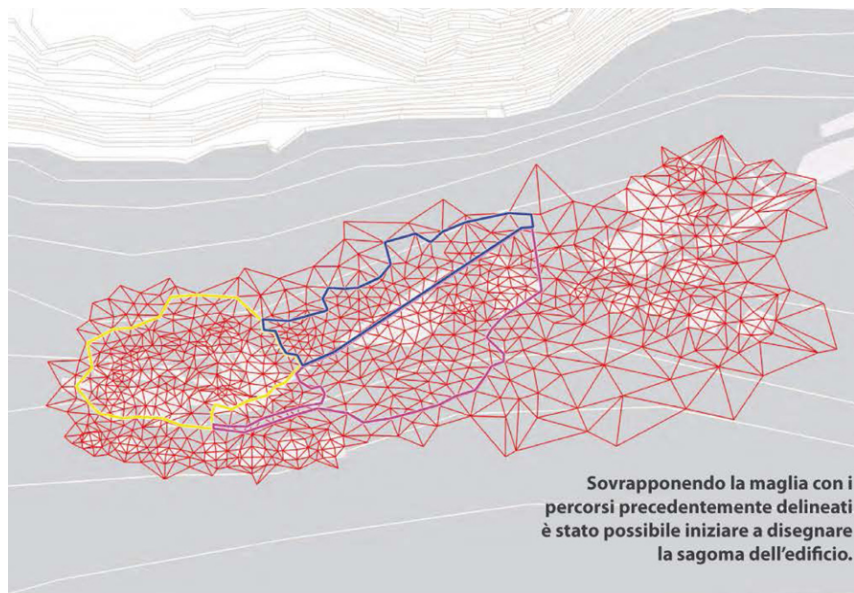 Sovrapponendo la maglia con i
percorsi precedentemente delineati
è stato possibile iniziare a disegnare
la sagoma dell’edificio.